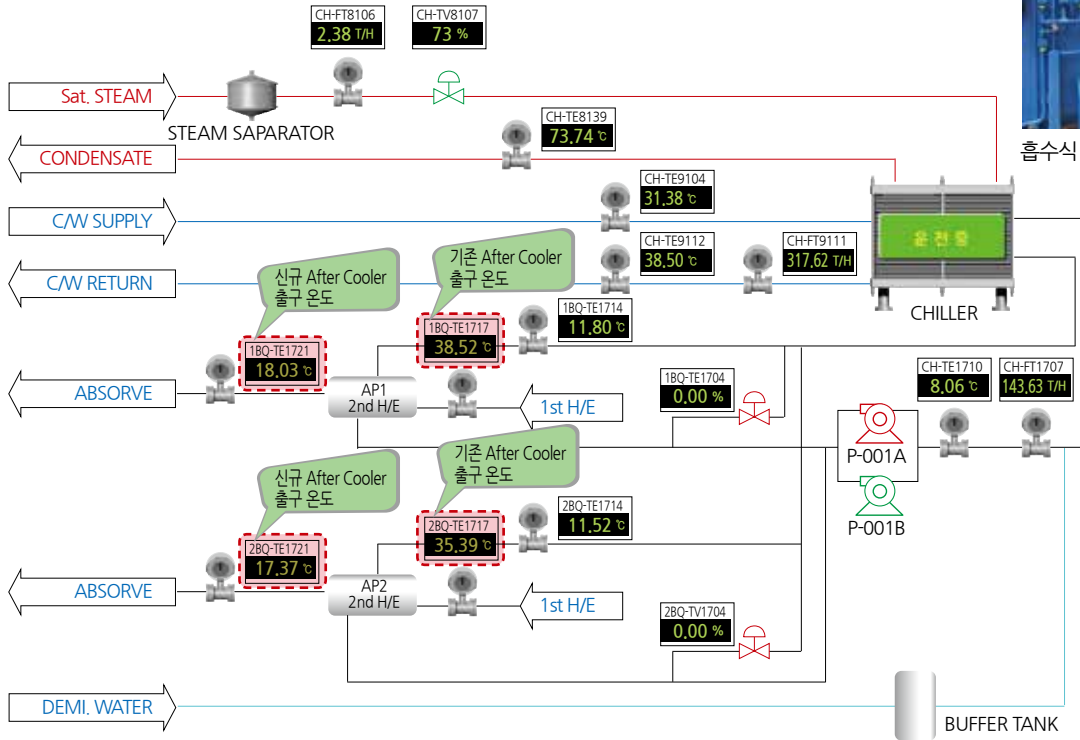 CH-FT8106
2.38 T/H
CH-TV8107
73 %
Sat. STEAM
STEAM SAPARATOR
CH-TE8139
73.74 ℃
CONDENSATE
흡수식
CH-TE9104
31.38 ℃
C/W SUPPLY
운전중
CH-TE9112
38.50 ℃
CH-FT9111
317.62 T/H
C/W RETURN
CHILLER
신규 After Cooler
출구 온도
기존 After Cooler
출구 온도
1BQ-TE1714
11.80 ℃
1BQ-TE1717
38.52 ℃
1BQ-TE1721
18.03 ℃
ABSORVE
AP1
2nd H/E
1st H/E
1BQ-TE1704
0.00 %
CH-TE1710
8.06 ℃
CH-FT1707
143.63 T/H
P-001A
P-001B
신규 After Cooler
출구 온도
기존 After Cooler
출구 온도
2BQ-TE1714
11.52 ℃
2BQ-TE1717
35.39 ℃
2BQ-TE1721
17.37 ℃
ABSORVE
AP2
2nd H/E
1st H/E
2BQ-TV1704
0.00 %
DEMI. WATER
BUFFER TANK